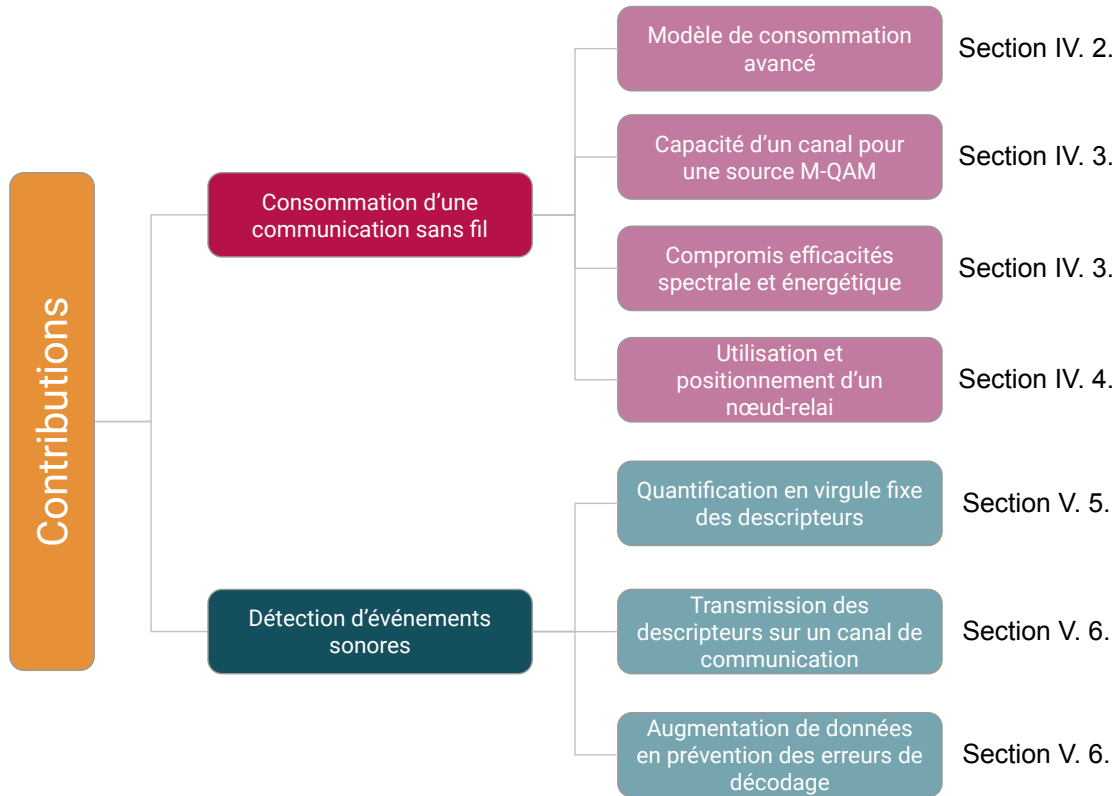 Contributions
Consommation d’une
communication sans fil
Modèle de consommation
avancé
Section IV. 2.
Capacité d’un canal pour
une source M-QAM
Section IV. 3.
Compromis efficacités
spectrale et énergétique
Section IV. 3.
Utilisation et
positionnement d’un
nœud-relai
Section IV. 4.
Détection d’événements
sonores
Quantification en virgule fixe
des descripteurs
Section V. 5.
Transmission des
descripteurs sur un canal de
communication
Section V. 6.
Augmentation de données
en prévention des erreurs de
décodage
Section V. 6.